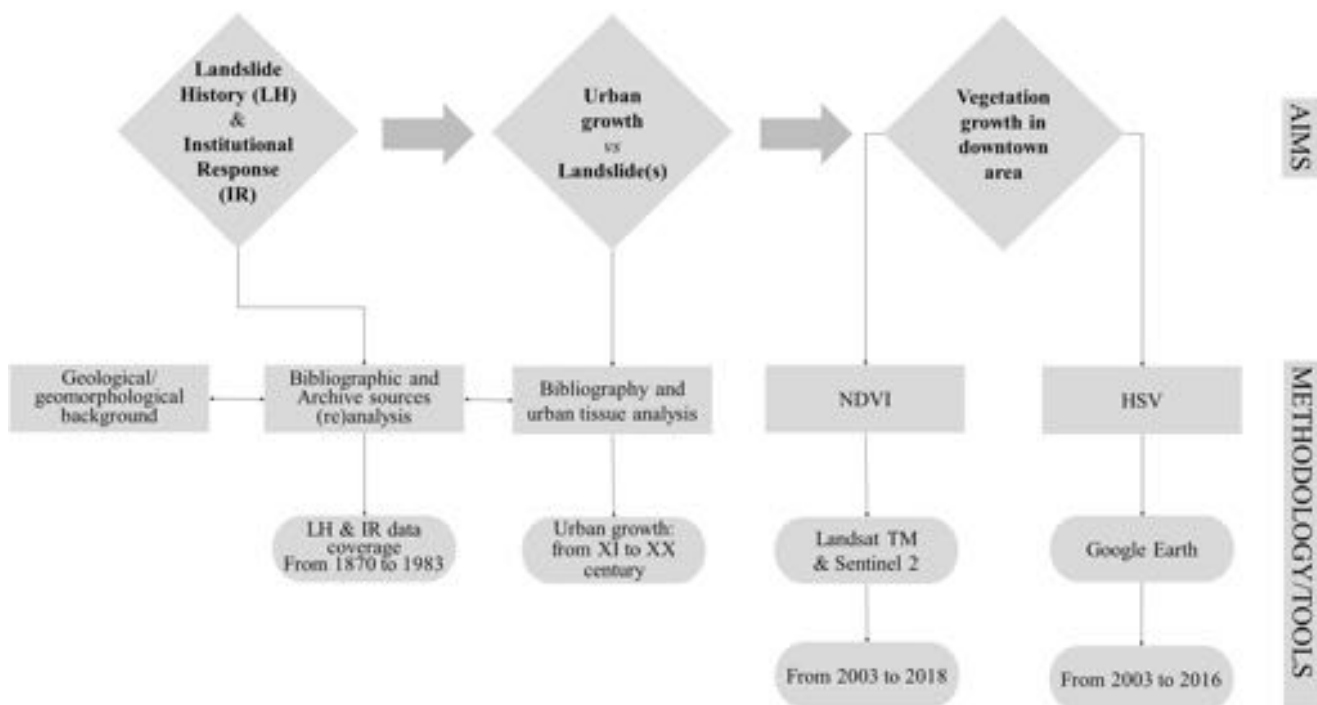 Landslide
History (LH)
&
Institutional
Response
(IR)
Urban
growth
vs
Landslide(s)
Vegetation
growth in
downtown
area
AIMS
Geological/
geomorphological
background
Bibliographic and
Archive sources
(re)analysis
Bibliography and
urban tissue analysis
NDVI
HSV
LH & IR data
coverage
From 1870 to 1983
Urban growth:
from XI to XX
century
Landsat TM
& Sentinel 2
Google Earth
From 2003 to 2018
From 2003 to 2016
METHODOLOGY/TOOLS